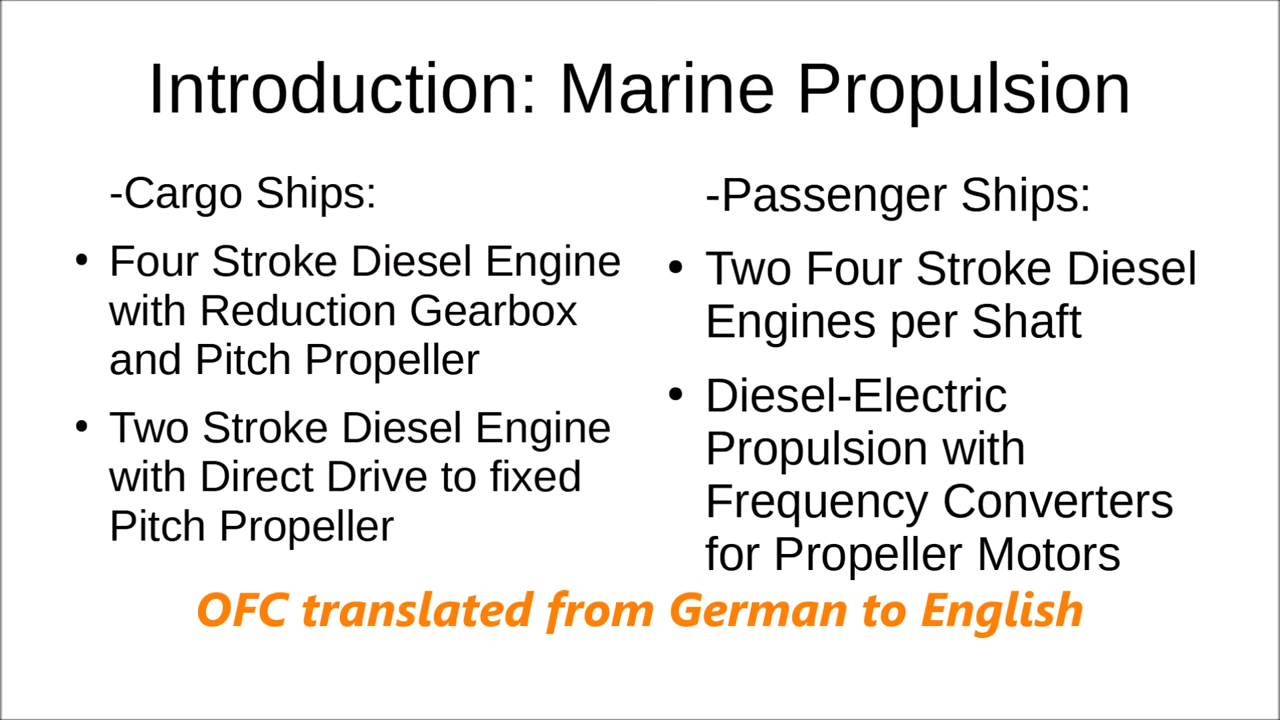 Introduction: Marine Propulsion
-Cargo Ships:
• Four Stroke Diesel Engine
with Reduction Gearbox
and Pitch Propeller
• Two Stroke Diesel Engine
with Direct Drive to fixed
Pitch Propeller
-Passenger Ships:
• Two Four Stroke Diesel
Engines per Shaft
• Diesel-Electric
Propulsion with
Frequency Converters
for Propeller Motors
OFC translated from German to English